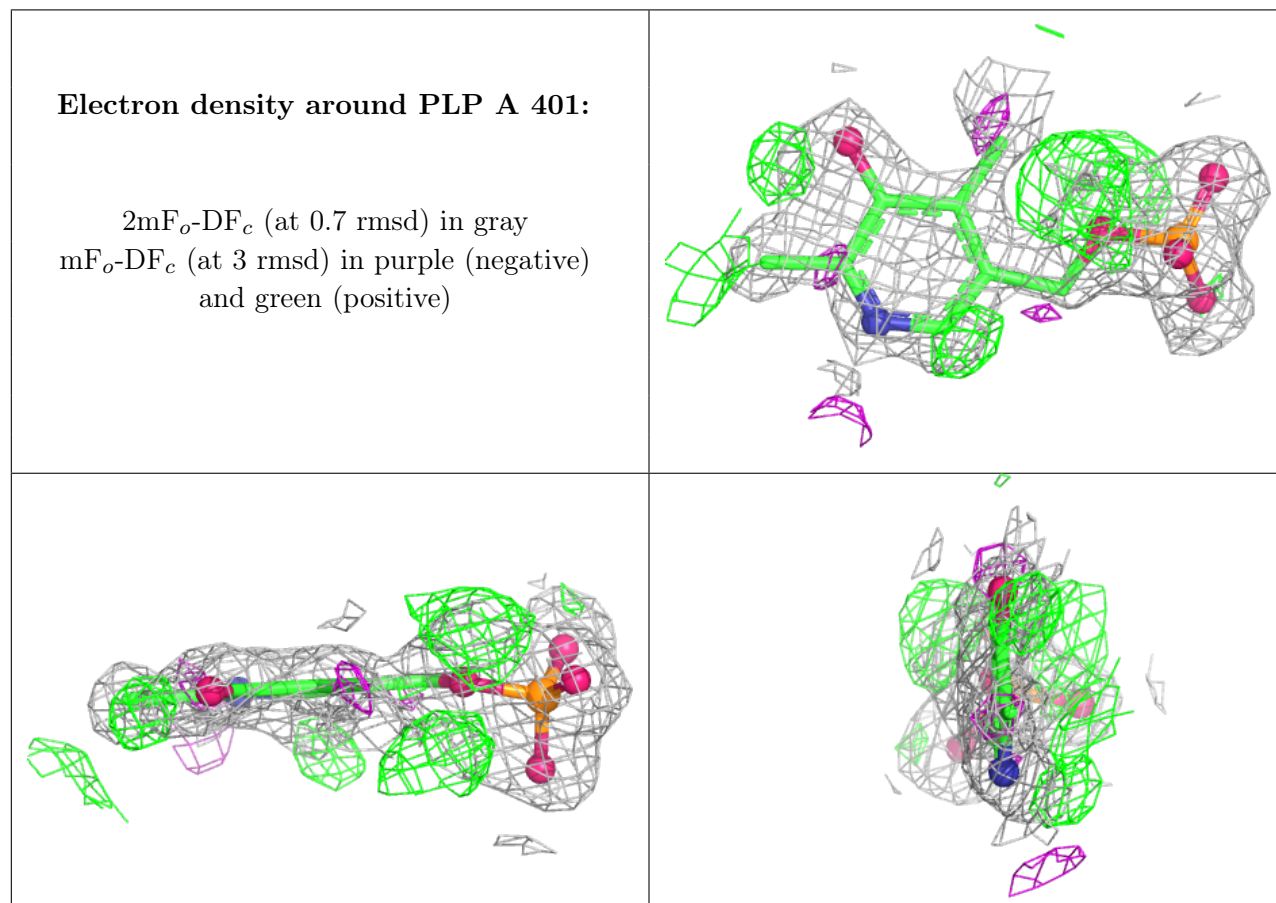 Electron density around PLP A 401:
2mFo-DFc (at 0.7 rmsd) in gray
mFo-DFc (at 3 rmsd) in purple (negative)
and green (positive)